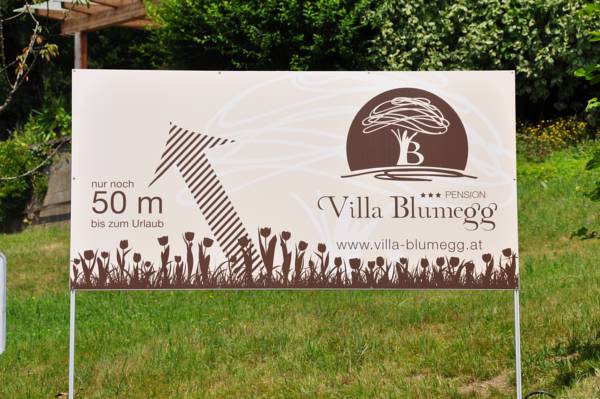 nur noch
50 m
bis zum Urlaub
B
*** PENSION
Villa Blumegg
www.villa-blumegg.at